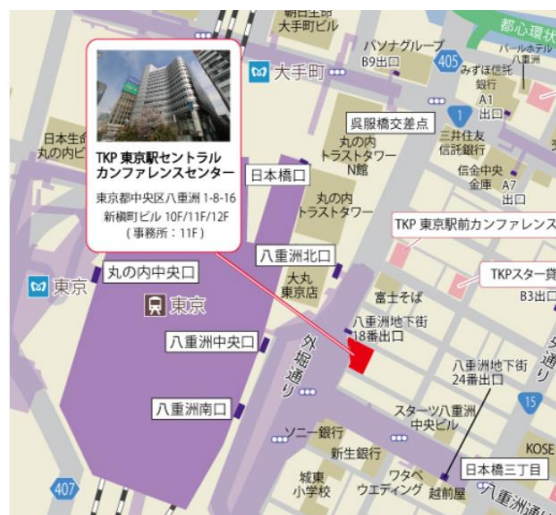 朝日生命
大手町ビル
都心環状
パソナグループ
B9出口
405
パールホテル
八重洲
みずほ信託
銀行
A1
出口
大手町
1
呉服橋交差点
三井住友
信託銀行
日本生命
丸の内ビ
丸の内
トラストタワー
N館
信金中央
金庫
A7
出口
TKP 東京駅セントラル
カンファレンスセンター
東京都中央区八重洲 1-8-16
新槇町ビル 10F/11F/12F
( 事務所：11F )
日本橋口
丸の内
トラストタワー
TKP 東京駅前カンファレンス
丸の内中央口
八重洲北口
大丸
東京店
TKPスター貸
東京
東京
富士そば
B3出口
八重洲地下街
18番出口
八重洲中央口
外堀通り
八重洲地下街
24番出口
15
八重洲南口
スターツ八重洲
中央ビル
ソニー銀行
新生銀行
KOSE
日本橋三丁目
城東
小学校
ワタベ
ウエディング
越前屋
八重洲通り
407